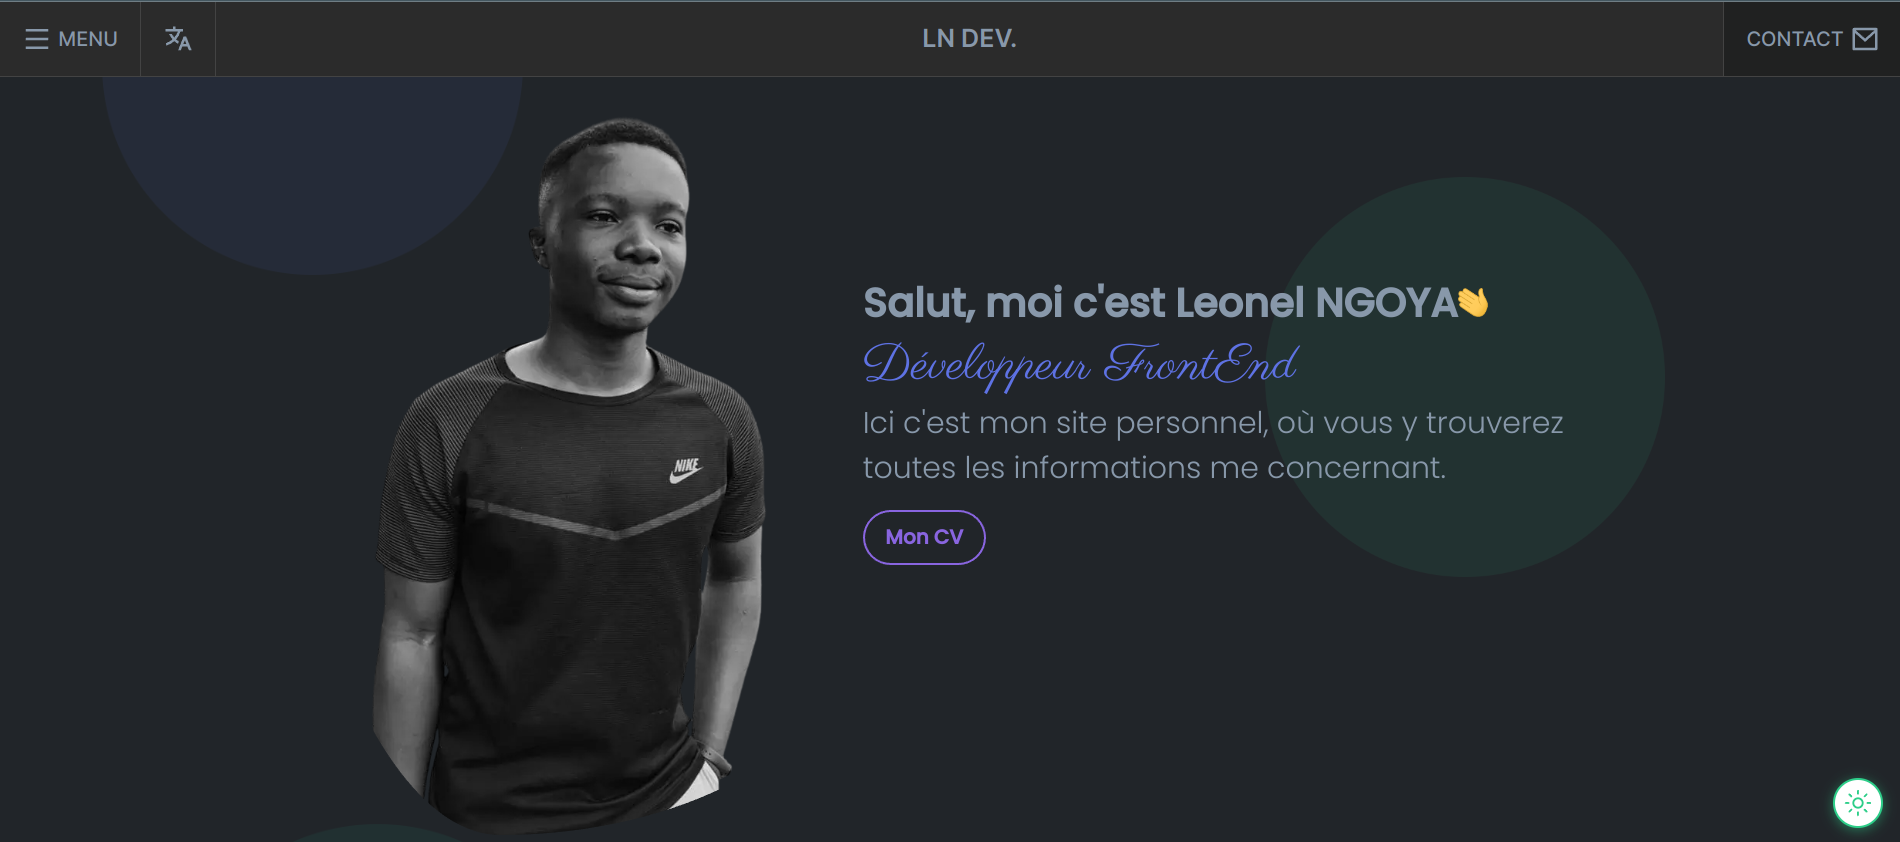 MENU
LN DEV.
CONTACT
Salut, moi c'est Leonel NGOYA👋
Développeur FrontEnd
Ici c'est mon site personnel, où vous y trouverez
toutes les informations me concernant.
NIKE
Mon CV